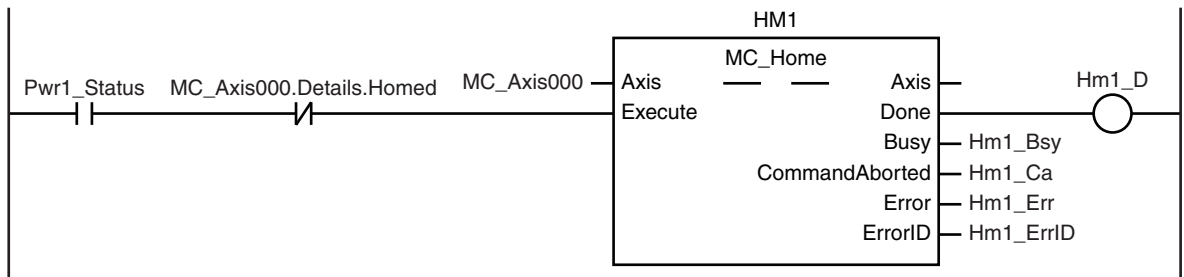 HM1
MC_Home
Pwr1_Status MC_Axis000.Details.Homed MC_Axis000 Axis Axis Hm1_D
Execute Done
Busy Hm1_Bsy
CommandAborted Hm1_Ca
Error Hm1_Err
ErrorID Hm1_ErrID